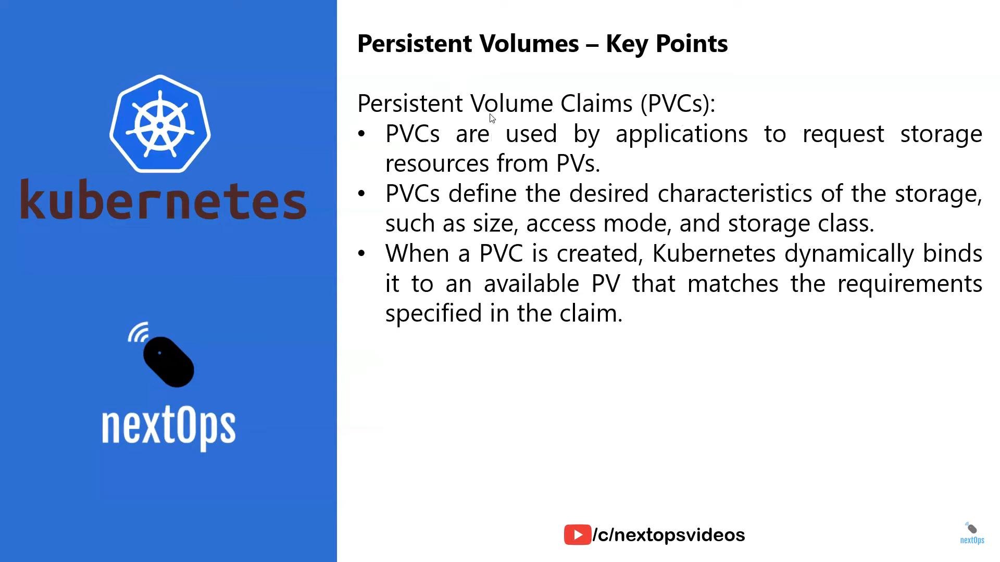 Persistent Volumes – Key Points
Persistent Volume Claims (PVCs):
• PVCs are used by applications to request storage
resources from PVs.
• PVCs define the desired characteristics of the storage,
such as size, access mode, and storage class.
• When a PVC is created, Kubernetes dynamically binds
it to an available PV that matches the requirements
specified in the claim.
kubernetes
nextOps
/c/nextopsvideos
nextOps